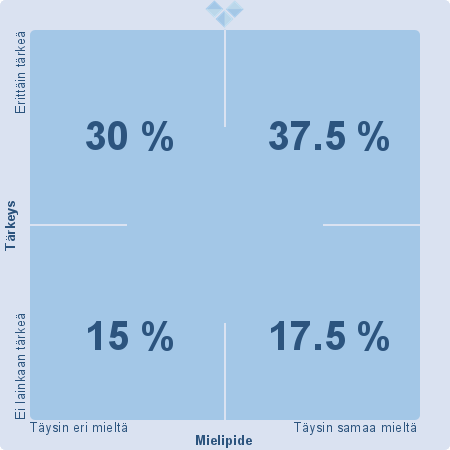 Erittäin tärkeä
30 %
37.5 %
Tärkeys
Ei lainkaan tärkeä
15 %
17.5 %
Täysin eri mieltä
Täysin samaa mieltä
Mielipide